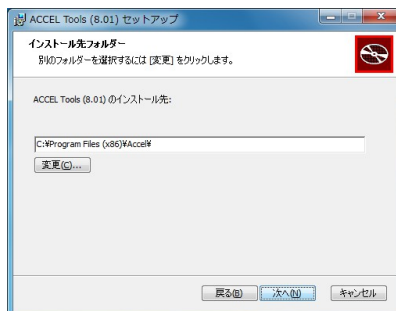 ACCEL Tools (8.01) セットアップ
インストール先フォルダー
別のフォルダーを選択するには [変更] をクリックします。
ACCEL Tools (8.01) のインストール先:
C:¥Program Files (x86)¥Accel¥
変更(C)...
戻る(B) 次へ(N) キャンセル